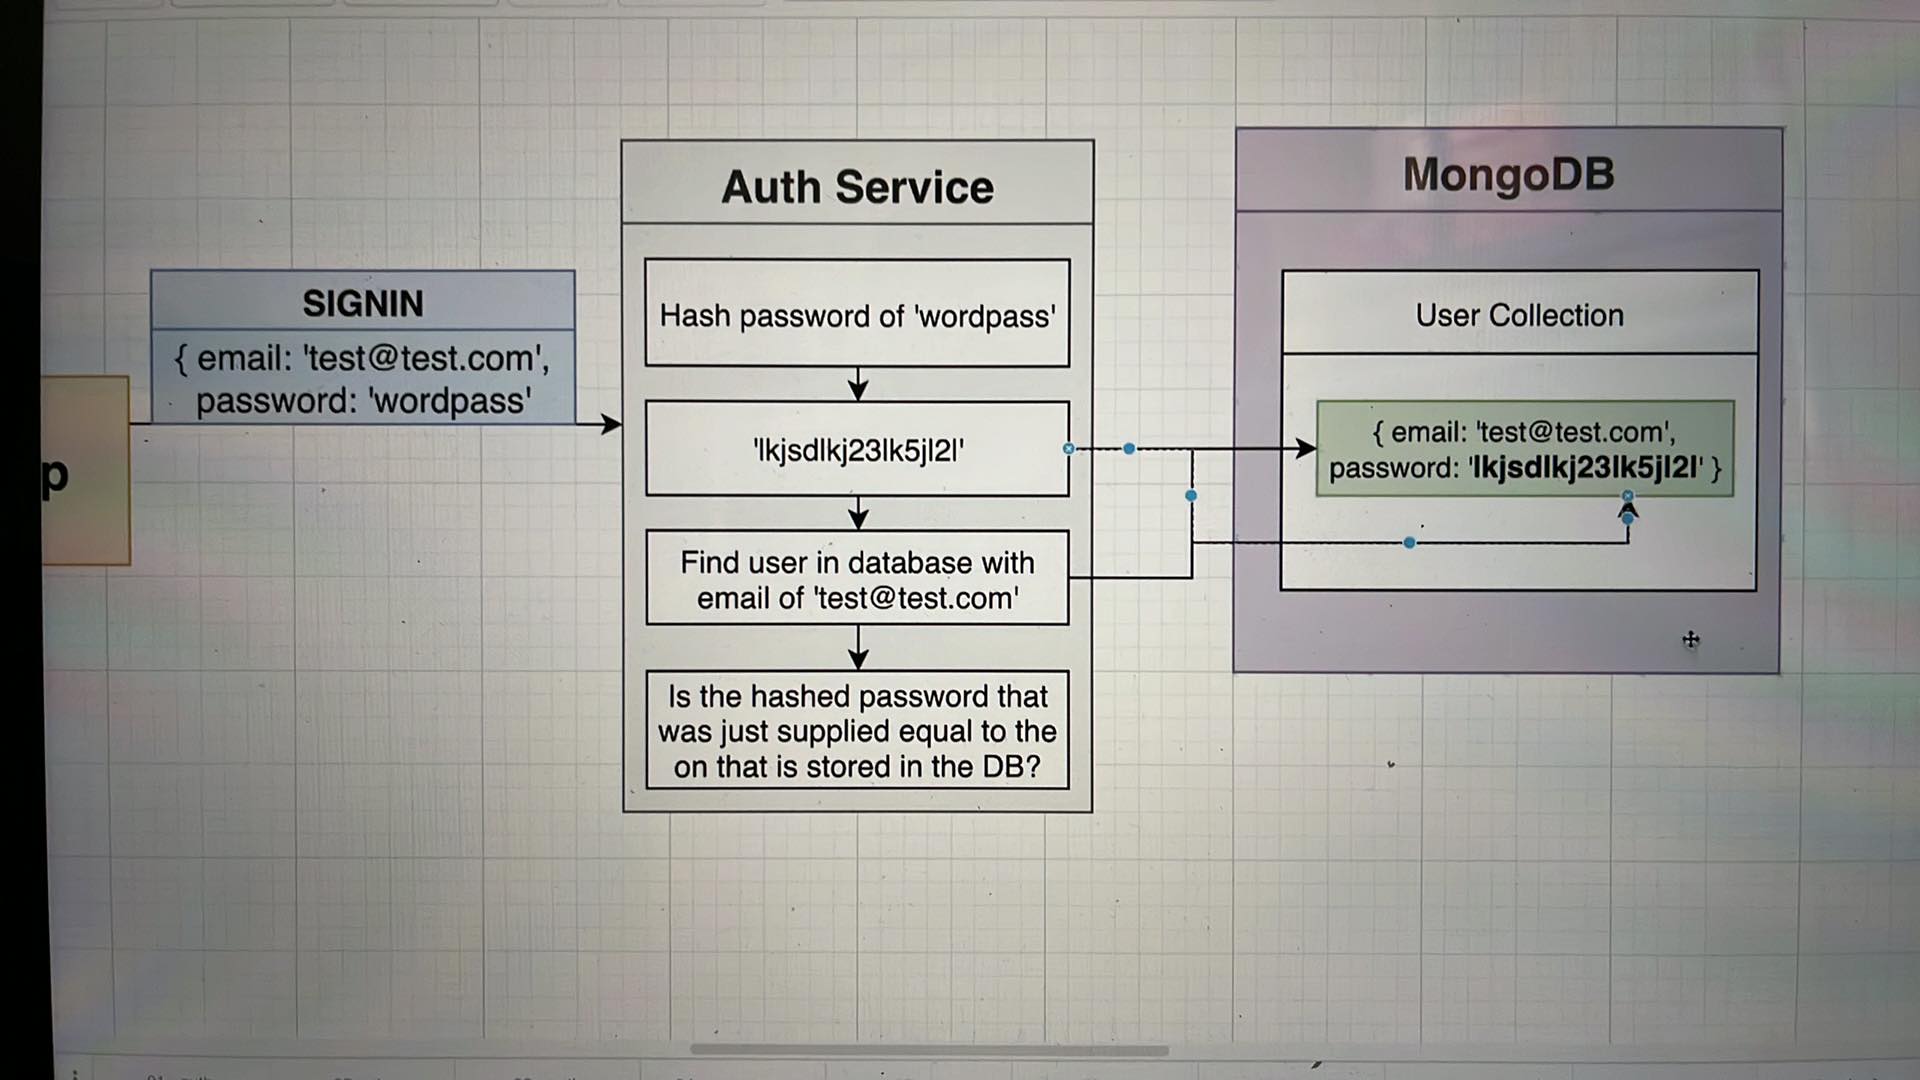 SIGNIN
{ email: 'test@test.com',
password: 'wordpass'
p
Auth Service
Hash password of 'wordpass'
'lkjsdlkj23lk5jl2l'
Find user in database with
email of 'test@test.com'
Is the hashed password that
was just supplied equal to the
on that is stored in the DB?
MongoDB
User Collection
{ email: 'test@test.com',
password: 'lkjsdlkj23lk5jl2l' }